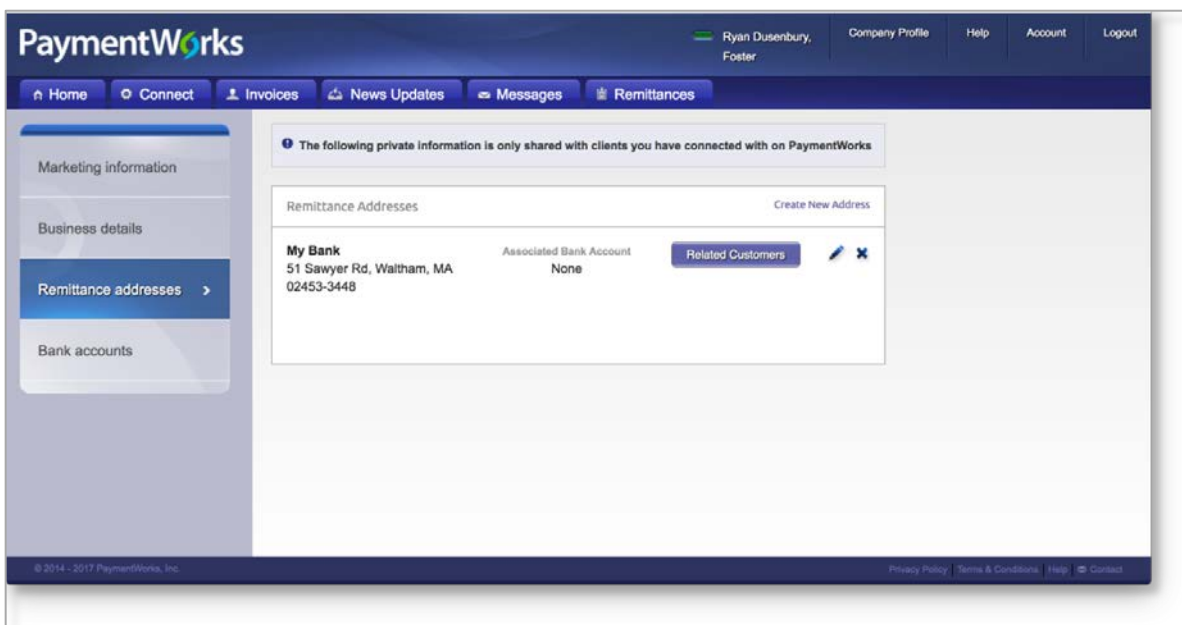 PaymentWorks
Ryan Dusenbury,
Foster
Company Profile
Help
Account
Logout
Home
Connect
Invoices
News Updates
Messages
Remittances
Marketing information
Business details
Remittance addresses
Bank accounts
The following private information is only shared with clients you have connected with on PaymentWorks
Remittance Addresses
Create New Address
My Bank
51 Sawyer Rd, Waltham, MA
02453-3448
Associated Bank Account
None
Related Customers
© 2014 - 2017 PaymentWorks, Inc.
Privacy Policy | Terms & Conditions | Help | Contact